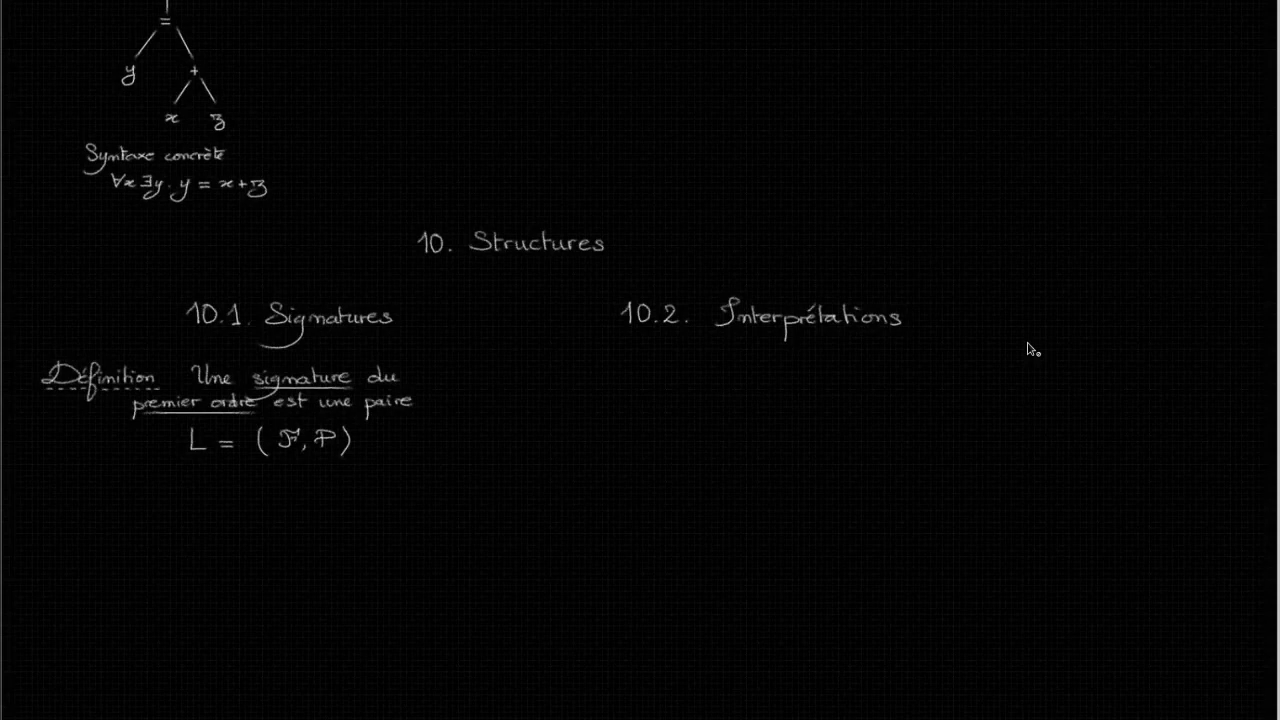 =
y +
x z
Syntaxe concrète
∀x∃y. y = x+z
10. Structures
10.1. Signatures
10.2. Interprétations
Définition Une signature du
premier ordre est une paire
L = (F, P)